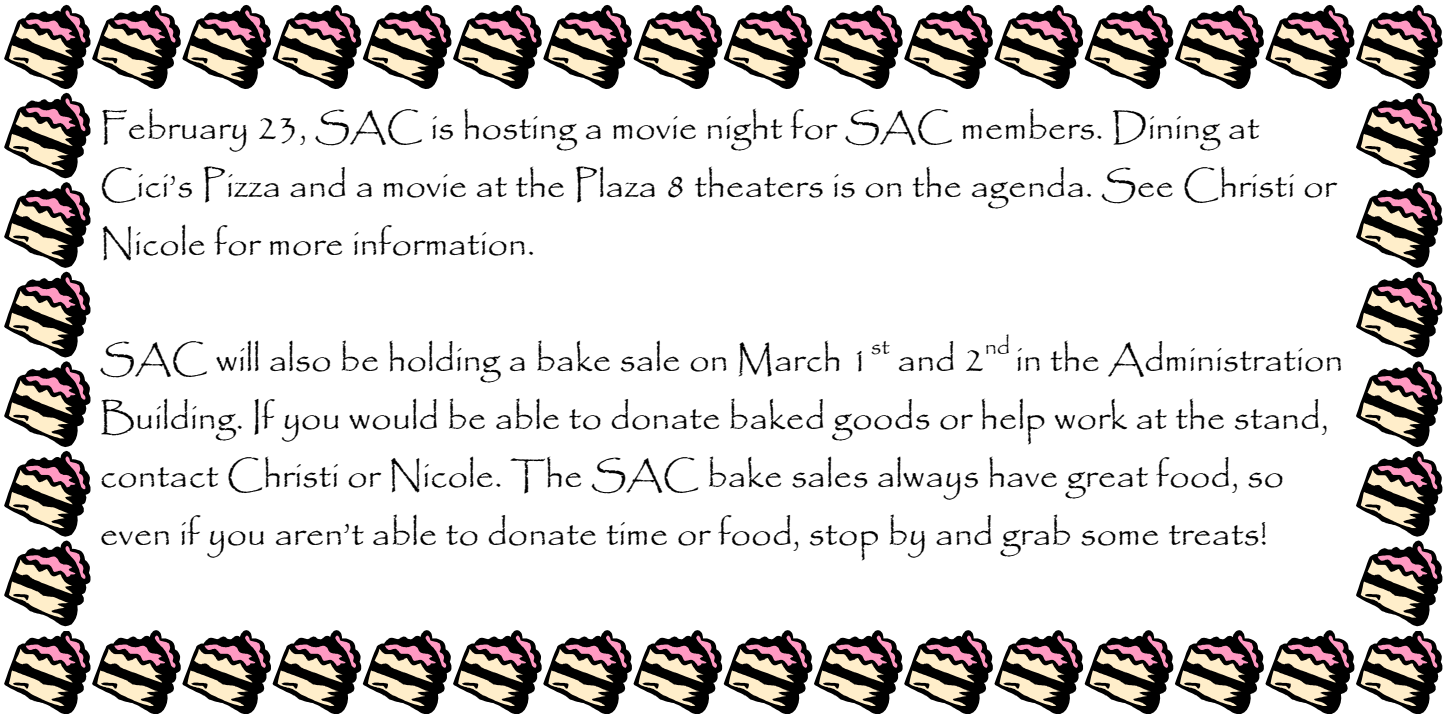 February 23, SAC is hosting a movie night for SAC members. Dining at
Cici's Pizza and a movie at the Plaza 8 theaters is on the agenda. See Christi or
Nicole for more information.
SAC will also be holding a bake sale on March 1st and 2nd in the Administration
Building. If you would be able to donate baked goods or help work at the stand,
contact Christi or Nicole. The SAC bake sales always have great food, so
even if you aren't able to donate time or food, stop by and grab some treats!